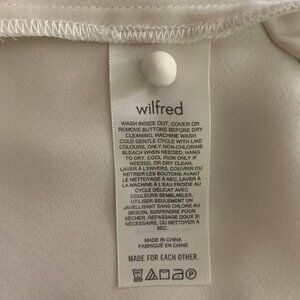 wilfred
WASH INSIDE OUT, COVER OR
REMOVE BUTTONS BEFORE DRY
CLEANING, MACHINE WASH
COLD GENTLE CYCLE WITH LIKE
COLOURS, ONLY NON-CHLORINE
BLEACH WHEN NEEDED, HANG
TO DRY, COOL IRON ONLY IF
NEEDED, OR DRY CLEAN.
LAVER À L'ENVERS, COUVRIR OU
RETIRER LES BOUTONS AVANT
LE NETTOYAGE À SEC, LAVER À
LA MACHINE À L'EAU FROIDE AU
CYCLE DÉLICAT AVEC
COULEURS SEMBLABLES,
UTILISER SEULEMENT UN
JAVELLISANT SANS CHLORE AU
BESOIN, SUSPENDRE POUR
SÉCHER, REPASSAGE DOUX SI
NÉCESSAIRE, OU NETTOYER À
SEC.
MADE IN CHINA
FABRIQUÉ EN CHINE
MADE FOR EACH OTHER.